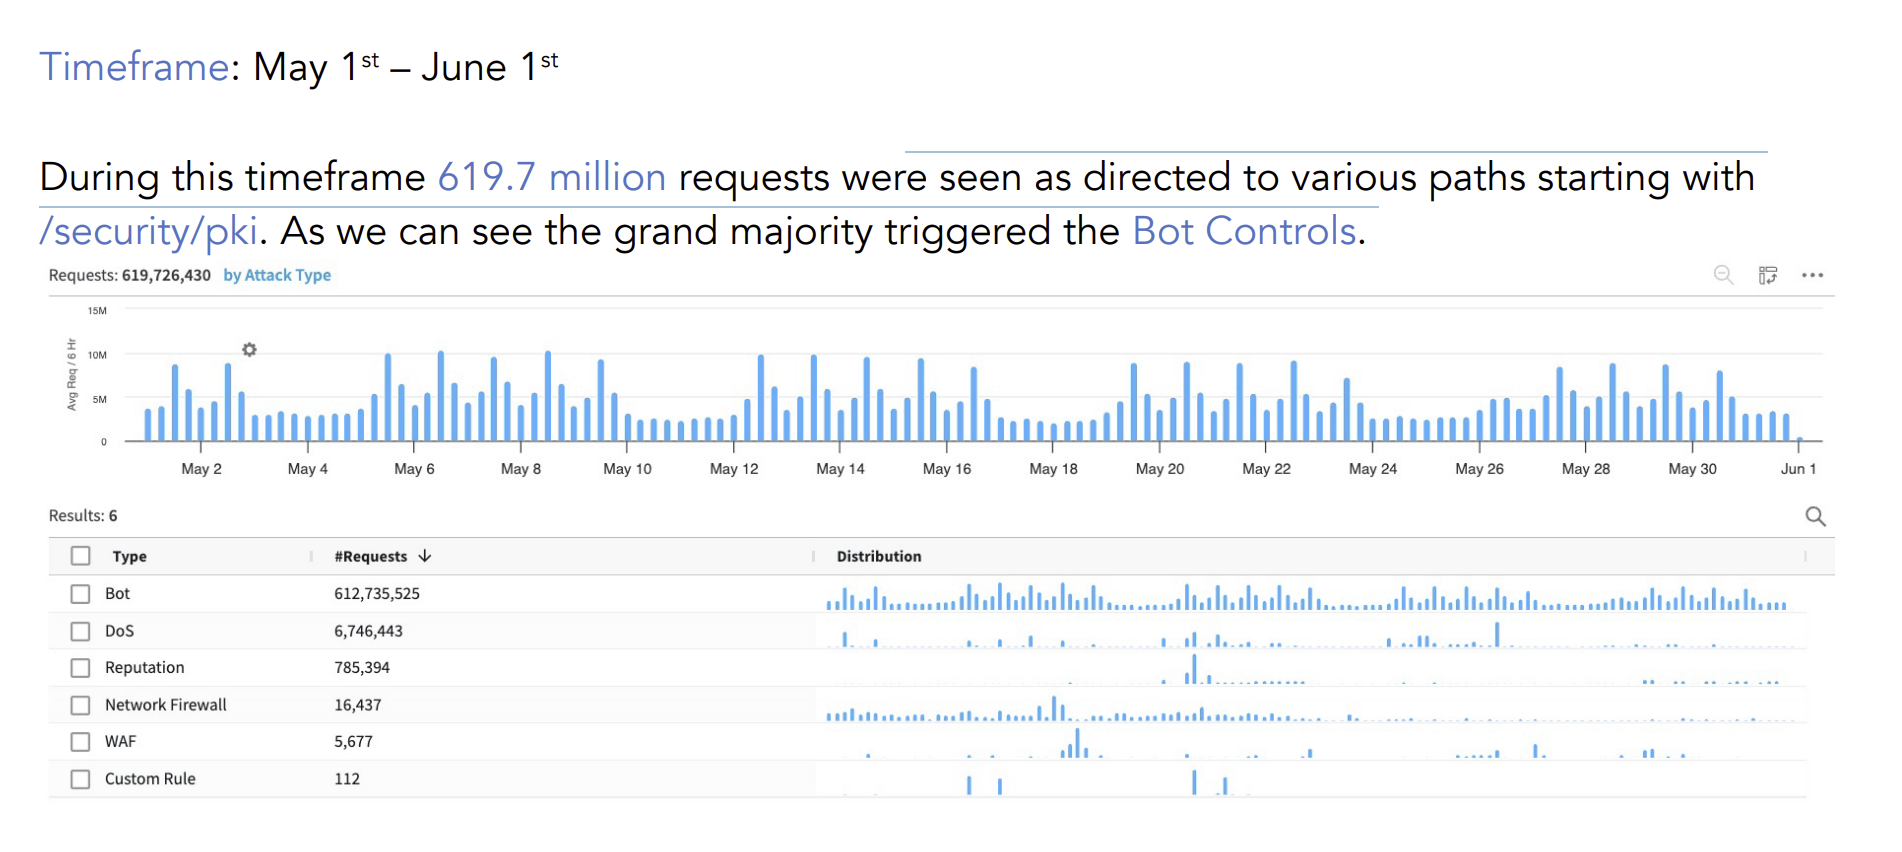 Timeframe: May 1st – June 1st
During this timeframe 619.7 million requests were seen as directed to various paths starting with
/security/pki. As we can see the grand majority triggered the Bot Controls.
Requests: 619,726,430 by Attack Type
Avg Req / 6 Hr
15M
10M
5M
0
May 2 May 4 May 6 May 8 May 10 May 12 May 14 May 16 May 18 May 20 May 22 May 24 May 26 May 28 May 30 Jun 1
Results: 6
Type #Requests Distribution
Bot 612,735,525
DoS 6,746,443
Reputation 785,394
Network Firewall 16,437
WAF 5,677
Custom Rule 112